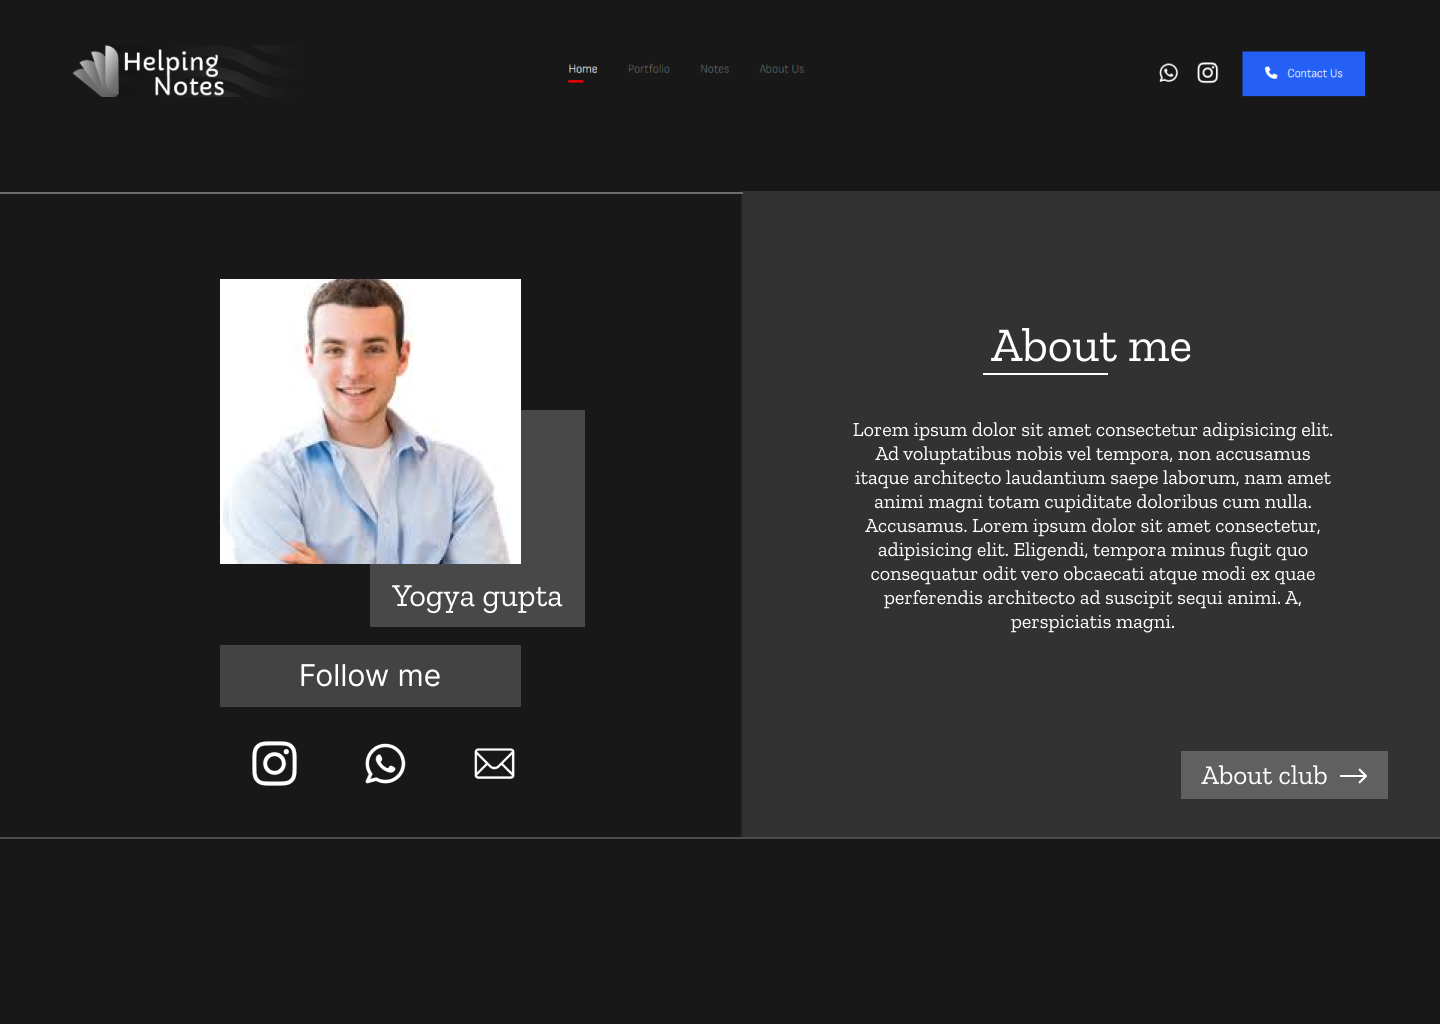 Helping
Notes
Home
Portfolio
Notes
About Us
Contact Us
Yogya gupta
Follow me
About me
Lorem ipsum dolor sit amet consectetur adipisicing elit.
Ad voluptatibus nobis vel tempora, non accusamus
itaque architecto laudantium saepe laborum, nam amet
animi magni totam cupiditate doloribus cum nulla.
Accusamus. Lorem ipsum dolor sit amet consectetur,
adipisicing elit. Eligendi, tempora minus fugit quo
consequatur odit vero obcaecati atque modi ex quae
perferendis architecto ad suscipit sequi animi. A,
perspiciatis magni.
About club